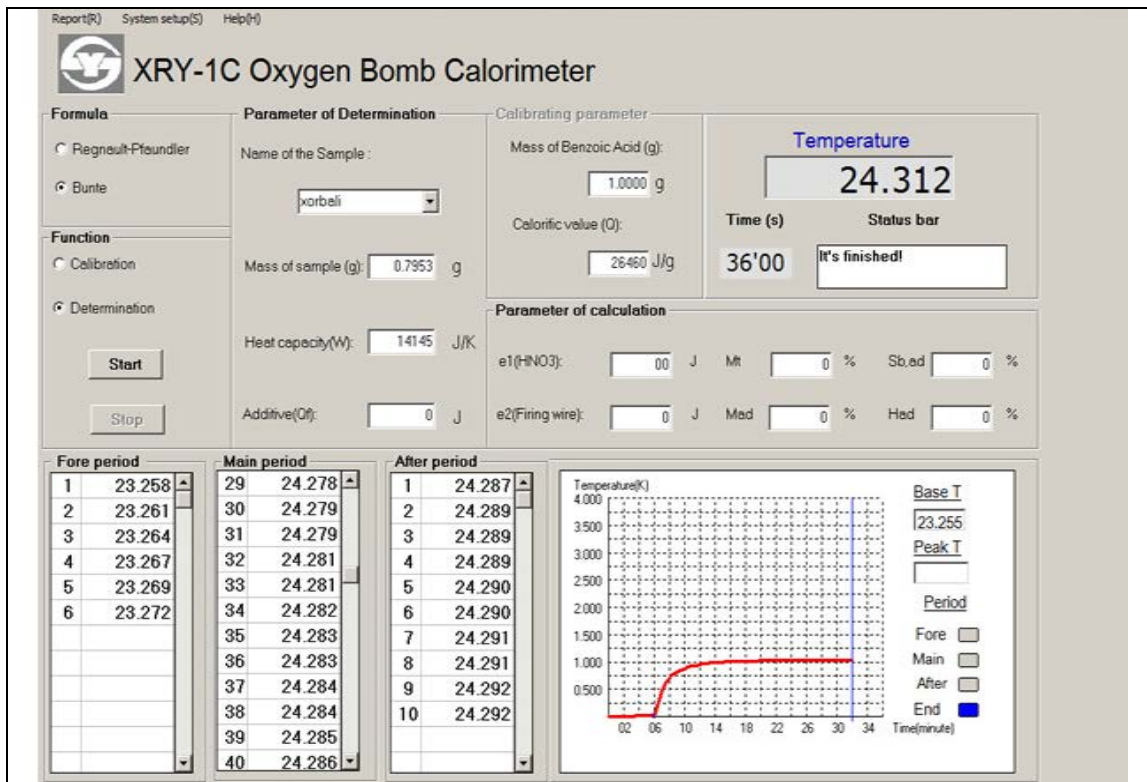 Report(R) System setup(S) Help(H)
XRY-1C Oxygen Bomb Calorimeter
Formula
Regnault-Pfaundler
Bunte
Function
Calibration
Determination
Start
Stop
Parameter of Determination
Name of the Sample :
xorbali
Mass of sample (g): 0.7953 g
Heat capacity(W): 14145 J/K
Additive(Qf): 0 J
Calibrating parameter
Mass of Benzoic Acid (g):
1.0000 g
Calorific value (Q):
26460 J/g
Temperature
24.312
Time (s) Status bar
36'00 It's finished!
Parameter of calculation
e1(HNO3): 00 J Mt 0 % Sb,ad 0 %
e2(Firing wire): 0 J Mad 0 % Had 0 %
Fore period
1 23.258
2 23.261
3 23.264
4 23.267
5 23.269
6 23.272
Main period
29 24.278
30 24.279
31 24.279
32 24.281
33 24.281
34 24.282
35 24.283
36 24.283
37 24.284
38 24.284
39 24.285
40 24.286
After period
1 24.287
2 24.289
3 24.289
4 24.289
5 24.290
6 24.290
7 24.291
8 24.291
9 24.292
10 24.292
Temperature(K)
4.000
3.500
3.000
2.500
2.000
1.500
1.000
0.500
02 06 10 14 18 22 26 30 34 Time(minute)
Base T
23.255
Peak T
Period
Fore
Main
After
End